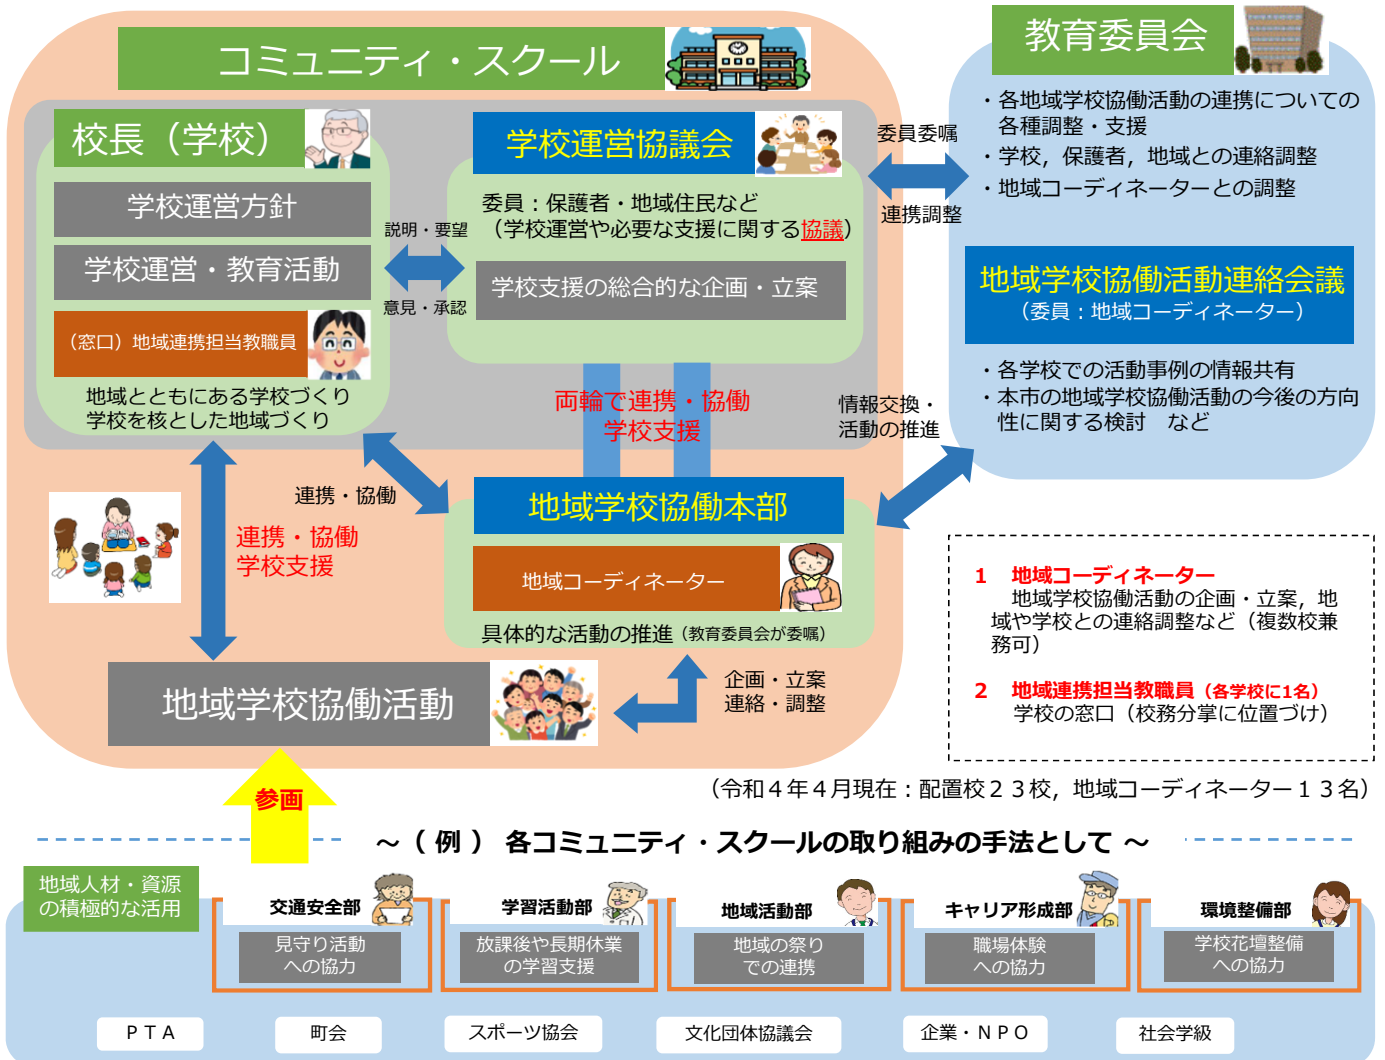 コミュニティ・スクール
校長（学校）
学校運営方針
学校運営・教育活動
（窓口）地域連携担当教職員
地域とともにある学校づくり
学校を核とした地域づくり
説明・要望
意見・承認
学校運営協議会
委員：保護者・地域住民など
（学校運営や必要な支援に関する協議）
学校支援の総合的な企画・立案
委員委嘱
連携調整
教育委員会
・各地域学校協働活動の連携についての
各種調整・支援
・学校，保護者，地域との連絡調整
・地域コーディネーターとの調整
地域学校協働活動連絡会議
（委員：地域コーディネーター）
・各学校での活動事例の情報共有
・本市の地域学校協働活動の今後の方向
性に関する検討　など
両輪で連携・協働
学校支援
情報交換・
活動の推進
連携・協働
連携・協働
学校支援
地域学校協働本部
地域コーディネーター
具体的な活動の推進（教育委員会が委嘱）
地域学校協働活動
企画・立案
連絡・調整
1　地域コーディネーター
地域学校協働活動の企画・立案，地
域や学校との連絡調整など（複数校兼
務可）
2　地域連携担当教職員（各学校に1名）
学校の窓口（校務分掌に位置づけ）
（令和４年４月現在：配置校２３校，地域コーディネーター１３名）
参画
～（ 例 ） 各コミュニティ・スクールの取り組みの手法として ～
地域人材・資源
の積極的な活用
交通安全部
見守り活動
への協力
学習活動部
放課後や長期休業
の学習支援
地域活動部
地域の祭り
での連携
キャリア形成部
職場体験
への協力
環境整備部
学校花壇整備
への協力
ＰＴＡ
町会
スポーツ協会
文化団体協議会
企業・ＮＰＯ
社会学級